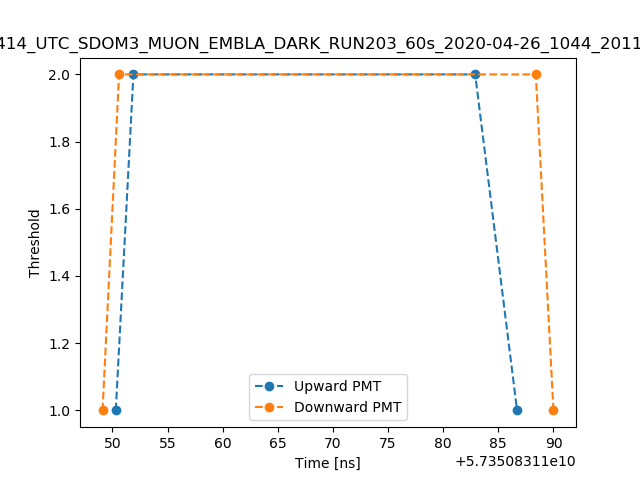 414_UTC_SDOM3_MUON_EMBLA_DARK_RUN203_60s_2020-04-26_1044_2011
2.0
1.8
1.6
1.4
1.2
1.0
Threshold
Upward PMT
Downward PMT
50 55 60 65 70 75 80 85 90
Time [ns]
+5.73508311e10